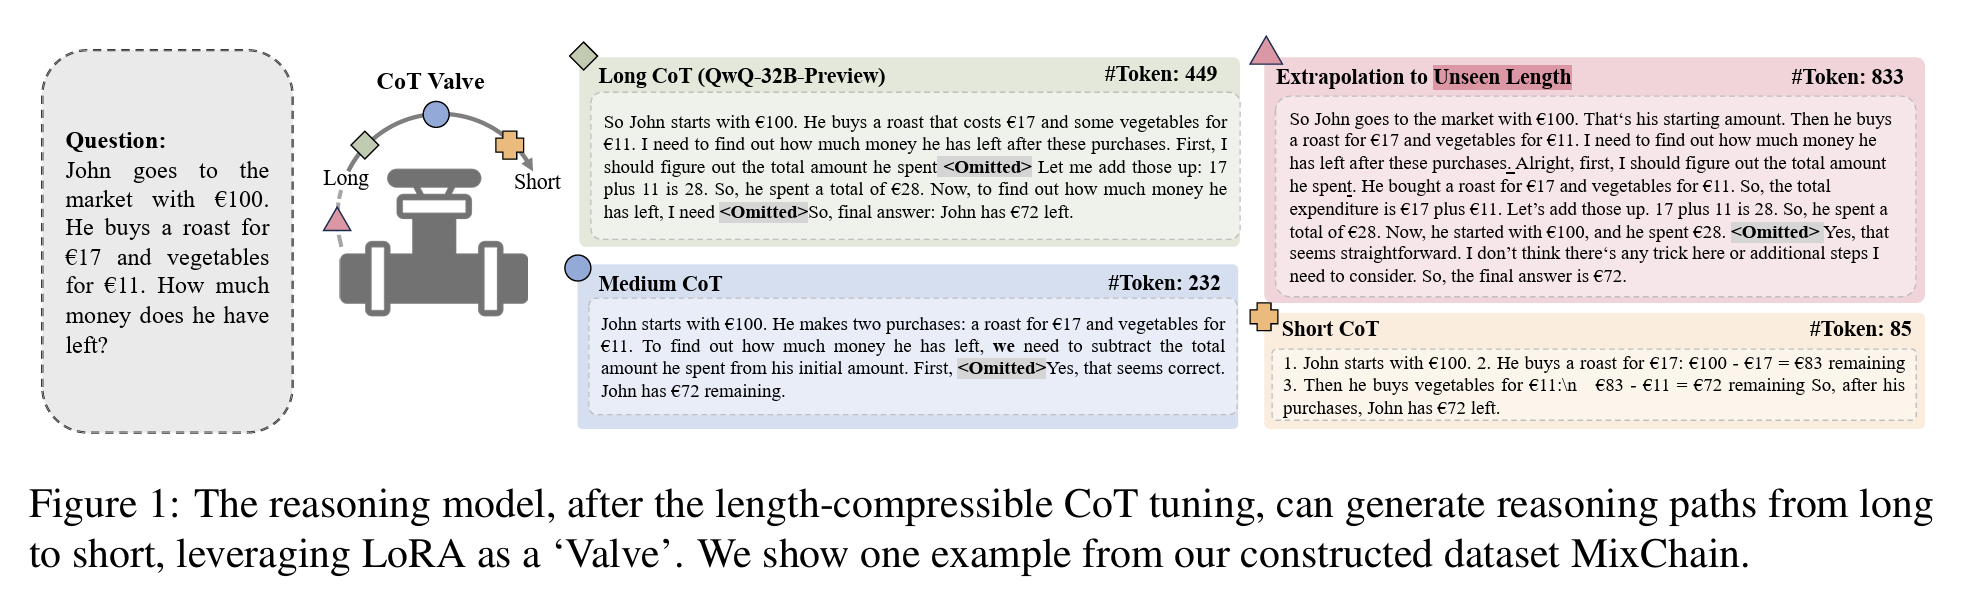 Question:
John goes to the
market with €100.
He buys a roast for
€17 and vegetables
for €11. How much
money does he have
left?
CoT Valve
Long
Short
Long CoT (QwQ-32B-Preview) #Token: 449
So John starts with €100. He buys a roast that costs €17 and some vegetables for
€11. I need to find out how much money he has left after these purchases. First, I
should figure out the total amount he spent <Omitted> Let me add those up: 17
plus 11 is 28. So, he spent a total of €28. Now, to find out how much money he
has left, I need <Omitted>So, final answer: John has €72 left.
Medium CoT #Token: 232
John starts with €100. He makes two purchases: a roast for €17 and vegetables for
€11. To find out how much money he has left, we need to subtract the total
amount he spent from his initial amount. First, <Omitted>Yes, that seems correct.
John has €72 remaining.
Extrapolation to Unseen Length #Token: 833
So John goes to the market with €100. That‘s his starting amount. Then he buys
a roast for €17 and vegetables for €11. I need to find out how much money he
has left after these purchases. Alright, first, I should figure out the total amount
he spent. He bought a roast for €17 and vegetables for €11. So, the total
expenditure is €17 plus €11. Let’s add those up. 17 plus 11 is 28. So, he spent a
total of €28. Now, he started with €100, and he spent €28. <Omitted> Yes, that
seems straightforward. I don’t think there‘s any trick here or additional steps I
need to consider. So, the final answer is €72.
Short CoT #Token: 85
1. John starts with €100. 2. He buys a roast for €17: €100 - €17 = €83 remaining
3. Then he buys vegetables for €11:\n €83 - €11 = €72 remaining So, after his
purchases, John has €72 left.
Figure 1: The reasoning model, after the length-compressible CoT tuning, can generate reasoning paths from long
to short, leveraging LoRA as a ‘Valve’. We show one example from our constructed dataset MixChain.